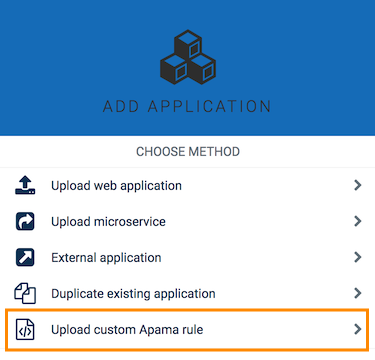 ADD APPLICATION
CHOOSE METHOD
Upload web application
Upload microservice
External application
Duplicate existing application
Upload custom Apama rule